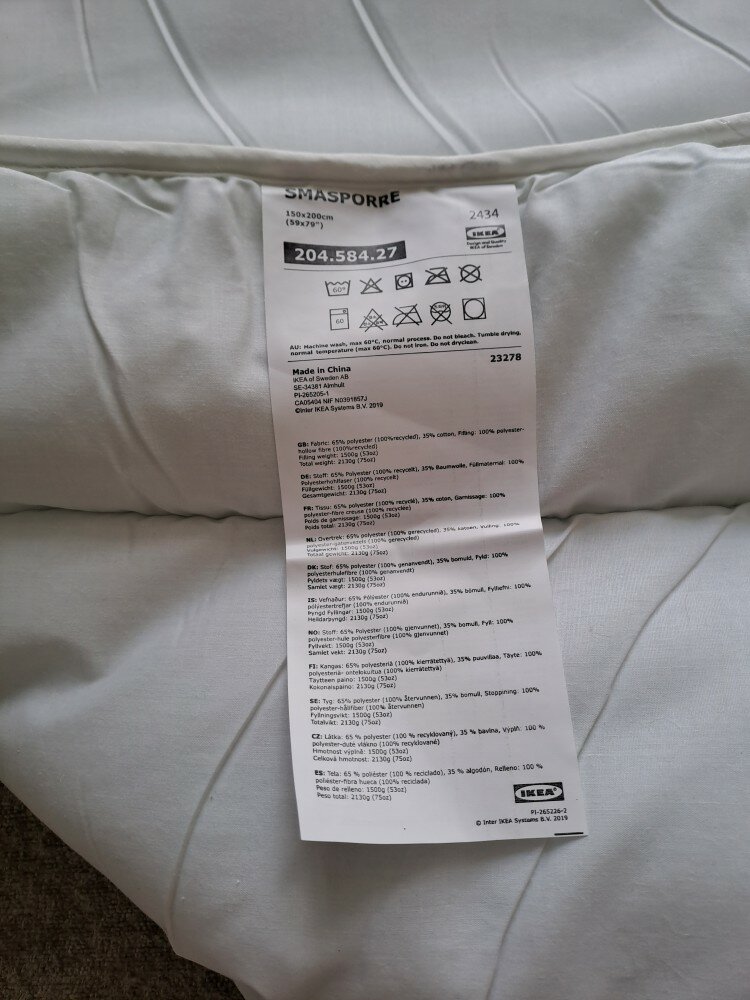 SMÅSPORRE
150x200cm
(59x79")
2434
IKEA
Design and Quality
IKEA of Sweden
204.584.27
60°
60
AU: Machine wash, max 60°C, normal process. Do not bleach. Tumble drying,
normal temperature (max 60°C). Do not iron. Do not dryclean.
23278
Made in China
IKEA of Sweden AB
SE-34381 Älmhult
PI-265205-1
CA05404 NIF N0391657J
©Inter IKEA Systems B.V. 2019
GB: Fabric: 65% polyester (100%recycled), 35% cotton, Filling: 100% polyester-
hollow fibre (100%recycled)
Filling weight: 1500g (53oz)
Total weight: 2130g (75oz)
DE: Stoff: 65% Polyester (100% recycelt), 35% Baumwolle, Füllmaterial: 100%
Polyesterhohlfaser (100% recycelt)
Füllgewicht: 1500g (53oz)
Gesamtgewicht: 2130g (75oz)
FR: Tissu: 65% polyester (100% recyclé), 35% coton, Garnissage: 100%
polyester-fibre creuse (100% recyclée)
Poids de garnissage: 1500g (53oz)
Poids total: 2130g (75oz)
NL: Overtrek: 65% polyester (100% gerecycled), 35% katoen, Vulling: 100%
polyester-gatenvezels (100% gerecycled)
Vulgewicht: 1500g (53oz)
Totaal gewicht: 2130g (75oz)
DK: Stof: 65% Polyester (100% genanvendt), 35% bomuld, Fyld: 100%
polyesterhulefibre (100% genanvendt)
Fyldets vægt: 1500g (53oz)
Samlet vægt: 2130g (75oz)
IS: Vefnaður: 65% Pólýester (100% endurunnið), 35% bómull, Fylliefni: 100%
pólýestertrefjar (100% endurunnið)
Þyngd Fyllingar: 1500g (53oz)
Heildarþyngd: 2130g (75oz)
NO: Stoff: 65% Polyester (100% gjenvunnet), 35% bomull, Fyll: 100%
polyester-hule polyesterfibre (100% gjenvunnet)
Fyllvekt: 1500g (53oz)
Samlet vekt: 2130g (75oz)
FI: Kangas: 65% polyesteriä (100% kierrätettyä), 35% puuvillaa, Täyte: 100%
polyesteriä- ontelokuitua (100% kierrätettyä)
Täytteen paino: 1500g (53oz)
Kokonaispaino: 2130g (75oz)
SE: Tyg: 65% polyester (100% återvunnen), 35% bomull, Stoppning: 100%
polyester-hålfiber (100% återvunnen)
Fyllningsvikt: 1500g (53oz)
Totalvikt: 2130g (75oz)
CZ: Látka: 65 % polyester (100 % recyklovaný), 35 % bavlna, Výplň: 100 %
polyester-duté vlákno (100 % recyklované)
Hmotnost výplně: 1500g (53oz)
Celková hmotnost: 2130g (75oz)
ES: Tela: 65 % poliéster (100 % reciclado), 35 % algodón, Relleno: 100 %
poliéster-fibra hueca (100 % reciclada)
Peso de relleno: 1500g (53oz)
Peso total: 2130g (75oz)
IKEA
PI-265226-2
© Inter IKEA Systems B.V. 2019